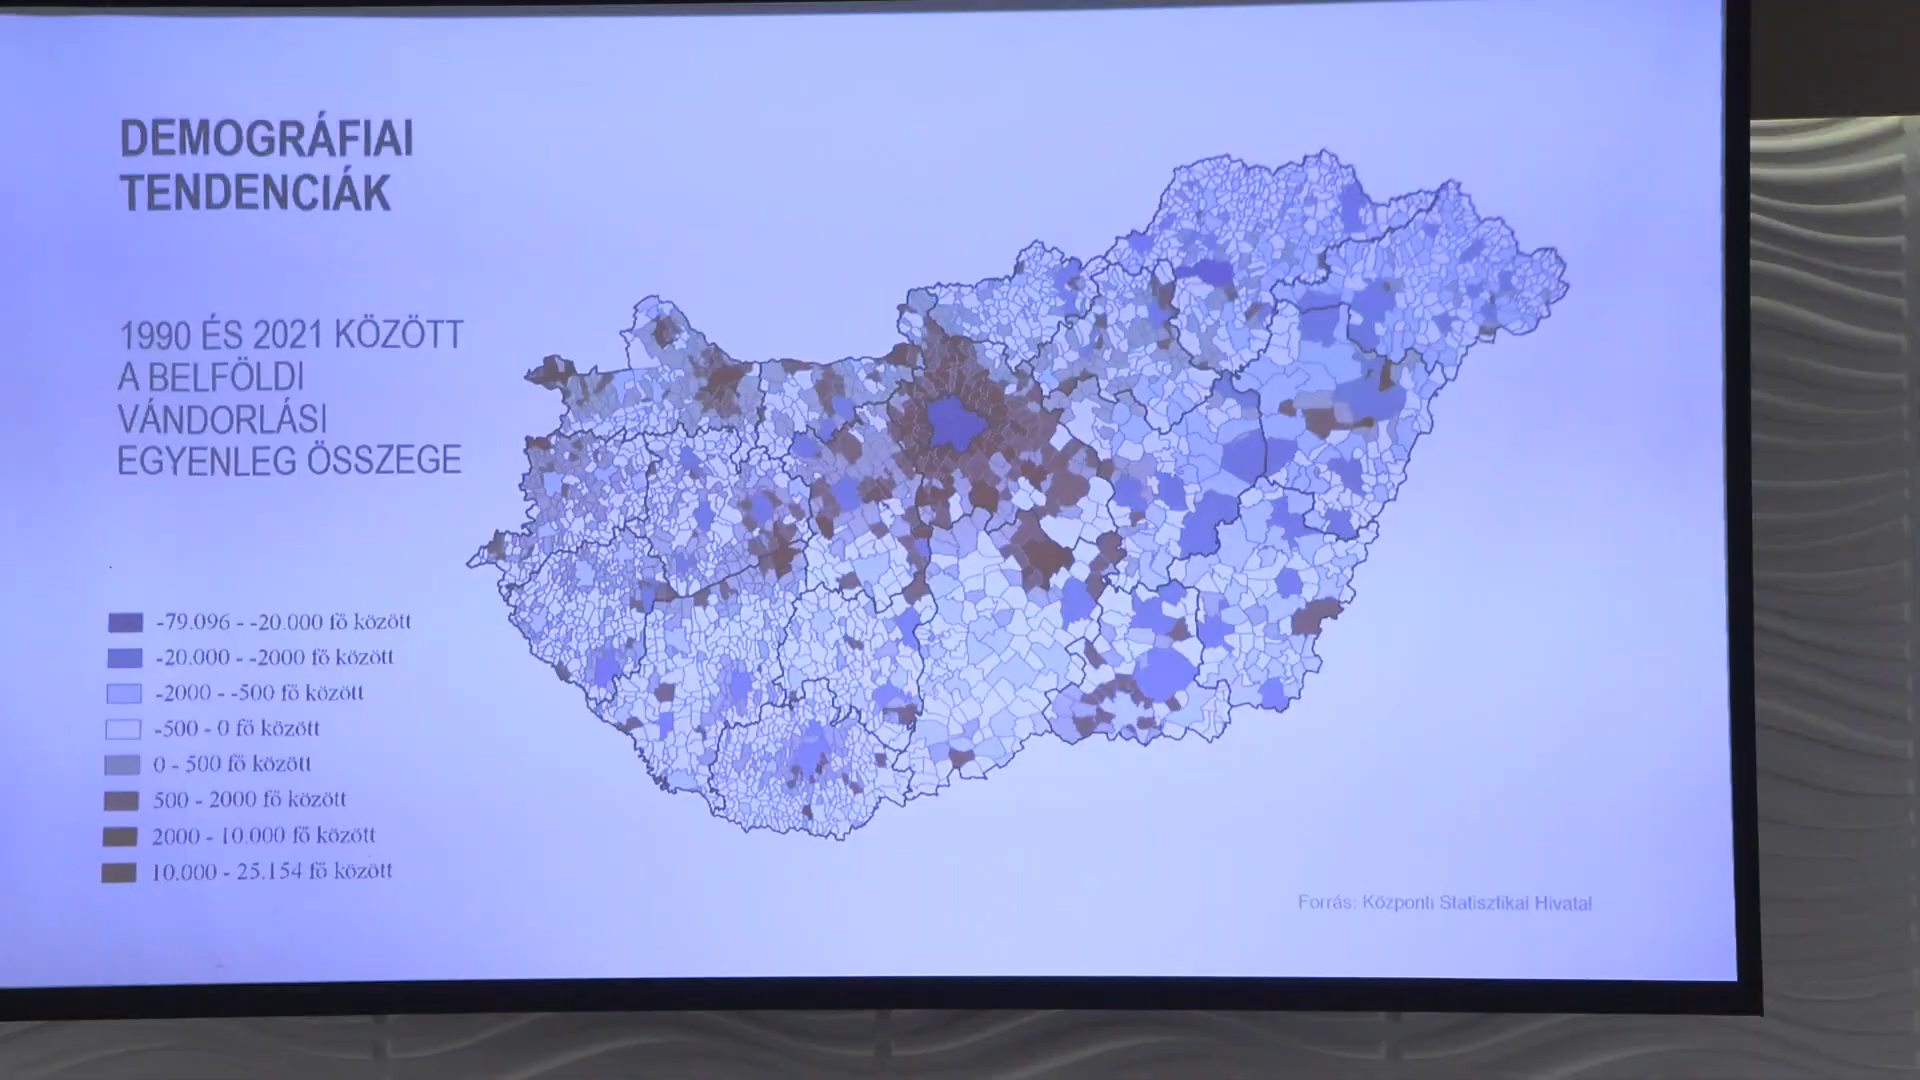 DEMOGRÁFIAI
TENDENCIÁK
1990 ÉS 2021 KÖZÖTT
A BELFÖLDI
VÁNDORLÁSI
EGYENLEG ÖSSZEGE
-79.096 - -20.000 fő között
-20.000 - -2000 fő között
-2000 - -500 fő között
-500 - 0 fő között
0 - 500 fő között
500 - 2000 fő között
2000 - 10.000 fő között
10.000 - 25.154 fő között
Forrás: Központi Statisztikai Hivatal